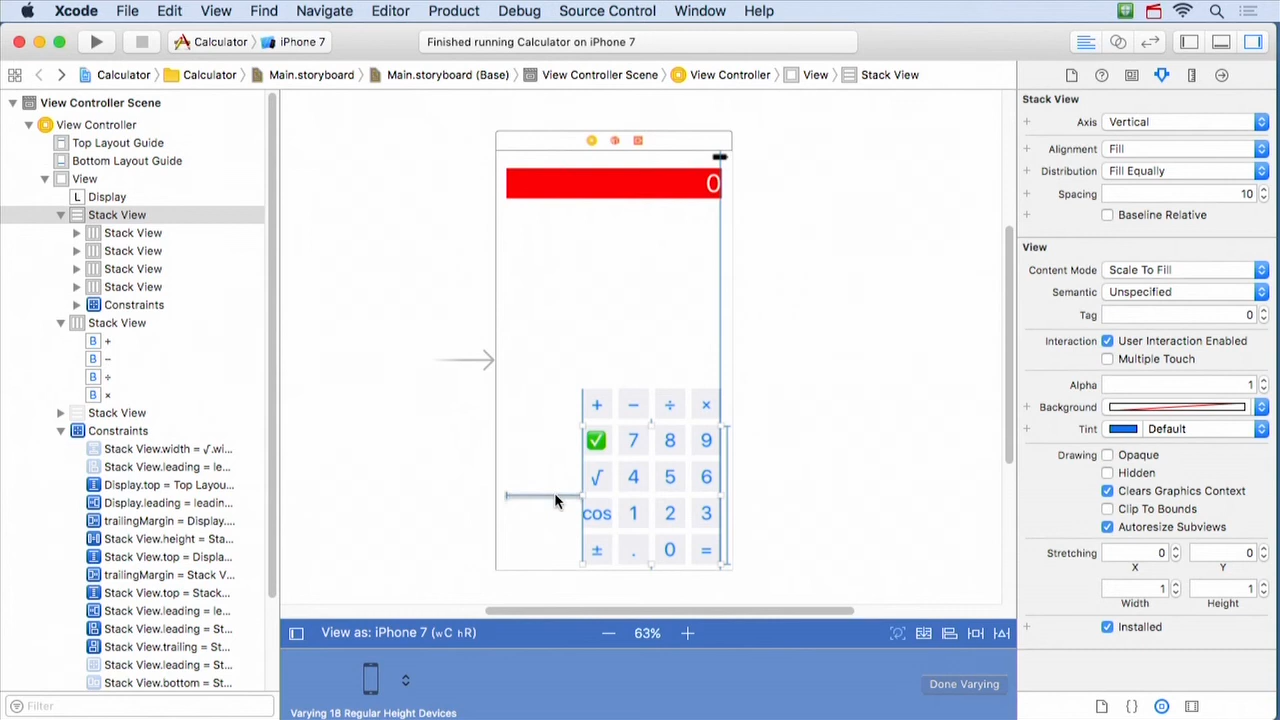 Xcode File Edit View Find Navigate Editor Product Debug Source Control Window Help
Calculator iPhone 7 Finished running Calculator on iPhone 7
Calculator Calculator Main.storyboard Main.storyboard (Base) View Controller Scene View Controller View Stack View
View Controller Scene
View Controller
Top Layout Guide
Bottom Layout Guide
View
L Display
Stack View
Stack View
Stack View
Stack View
Stack View
Constraints
Stack View
B +
B −
B ÷
B ×
Stack View
Constraints
Stack View.width = √.wi...
Stack View.leading = le...
Display.top = Top Layou...
Display.leading = leadin...
trailingMargin = Display....
Stack View.height = Sta...
Stack View.top = Displa...
trailingMargin = Stack V...
Stack View.top = Stack...
Stack View.leading = le...
Stack View.leading = St...
Stack View.trailing = St...
Stack View.leading = St...
Stack View.bottom = St...
Filter
0
+ − ÷ ×
✅ 7 8 9
√ 4 5 6
cos 1 2 3
± . 0 =
View as: iPhone 7 (wC hR) — 63% +
Done Varying
Varying 18 Regular Height Devices
Stack View
+ Axis Vertical
+ Alignment Fill
+ Distribution Fill Equally
+ Spacing 10
+ Baseline Relative
View
Content Mode Scale To Fill
Semantic Unspecified
Tag 0
Interaction User Interaction Enabled
Multiple Touch
Alpha 1
+ Background
+ Tint Default
Drawing Opaque
+ Hidden
Clears Graphics Context
Clip To Bounds
Autoresize Subviews
Stretching 0 0
X Y
1 1
Width Height
+ Installed
{}